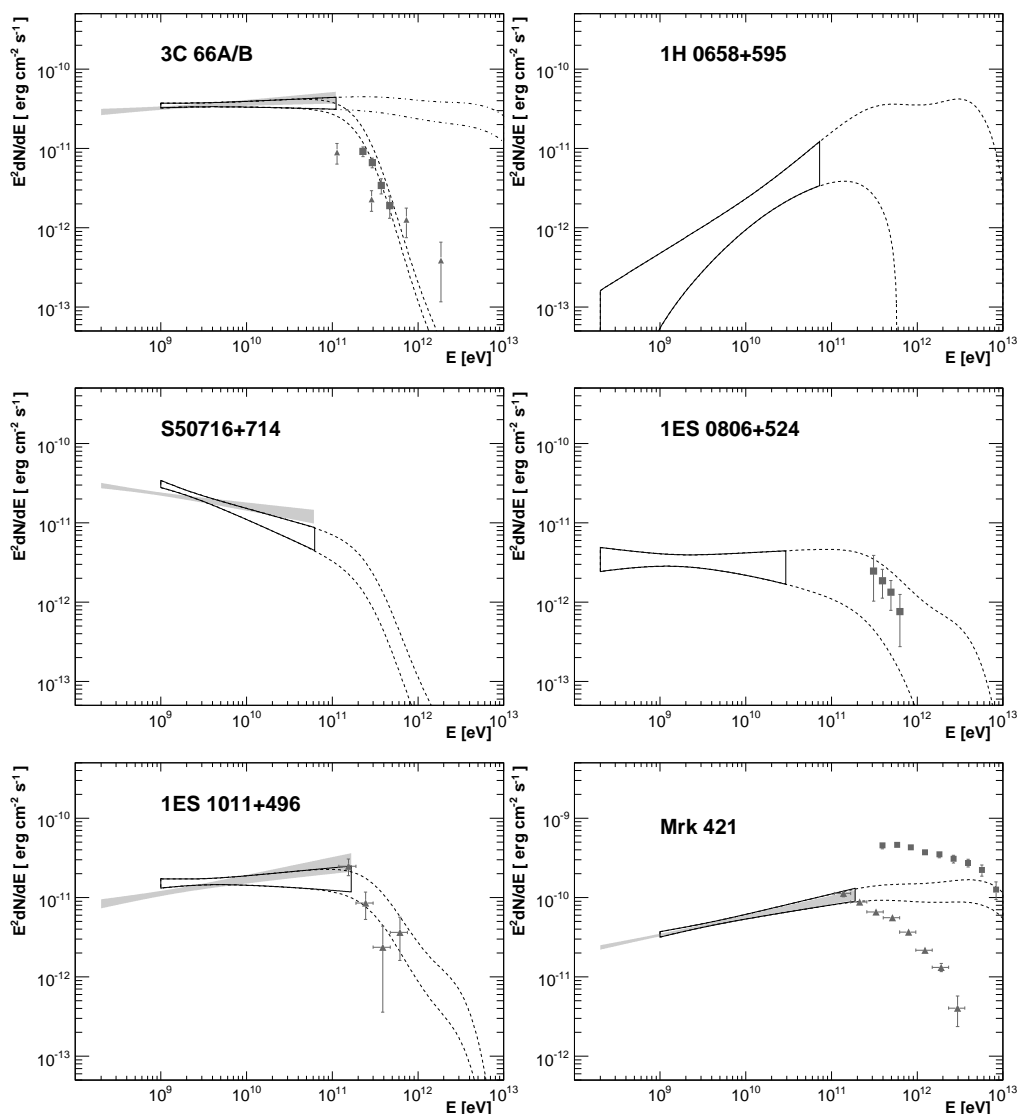 3C 66A/B
E²dN/dE [ erg cm⁻² s⁻¹ ]
10⁻¹⁰
10⁻¹¹
10⁻¹²
10⁻¹³
10⁹ 10¹⁰ 10¹¹ 10¹² 10¹³
E [eV]
1H 0658+595
E²dN/dE [ erg cm⁻² s⁻¹ ]
10⁻¹⁰
10⁻¹¹
10⁻¹²
10⁻¹³
10⁹ 10¹⁰ 10¹¹ 10¹² 10¹³
E [eV]
S50716+714
E²dN/dE [ erg cm⁻² s⁻¹ ]
10⁻¹⁰
10⁻¹¹
10⁻¹²
10⁻¹³
10⁹ 10¹⁰ 10¹¹ 10¹² 10¹³
E [eV]
1ES 0806+524
E²dN/dE [ erg cm⁻² s⁻¹ ]
10⁻¹⁰
10⁻¹¹
10⁻¹²
10⁻¹³
10⁹ 10¹⁰ 10¹¹ 10¹² 10¹³
E [eV]
1ES 1011+496
E²dN/dE [ erg cm⁻² s⁻¹ ]
10⁻¹⁰
10⁻¹¹
10⁻¹²
10⁻¹³
10⁹ 10¹⁰ 10¹¹ 10¹² 10¹³
E [eV]
Mrk 421
E²dN/dE [ erg cm⁻² s⁻¹ ]
10⁻⁹
10⁻¹⁰
10⁻¹¹
10⁻¹²
10⁹ 10¹⁰ 10¹¹ 10¹² 10¹³
E [eV]